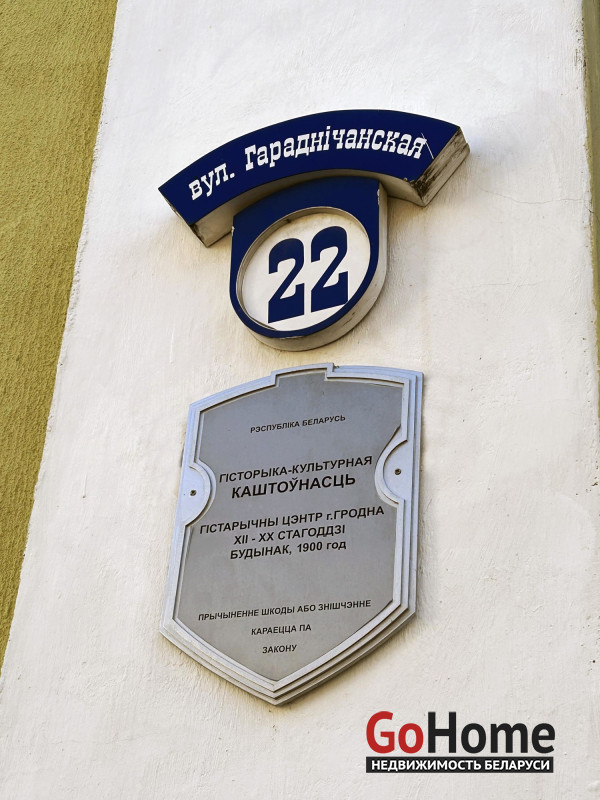 вул. Гараднічанская
22
РЭСПУБЛІКА БЕЛАРУСЬ
ГІСТОРЫКА-КУЛЬТУРНАЯ
КАШТОЎНАСЦЬ
ГІСТАРЫЧНЫ ЦЭНТР г.ГРОДНА
XII - XX СТАГОДДЗІ
БУДЫНАК, 1900 год
ПРЫЧЫНЕННЕ ШКОДЫ АБО ЗНІШЧЭННЕ
КАРАЕЦЦА ПА
ЗАКОНУ
GoHome
НЕДВИЖИМОСТЬ БЕЛАРУСИ